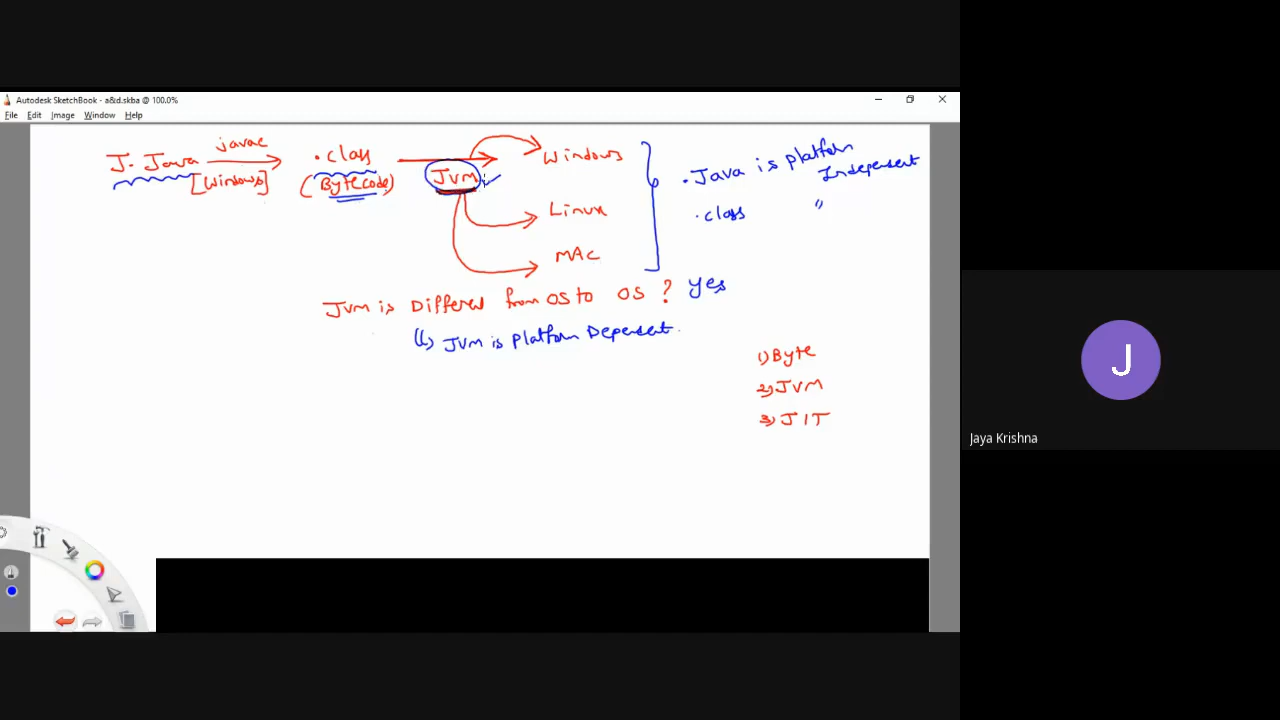 Autodesk SketchBook - a&d.skba @ 100.0%
File Edit Image Window Help
J. Java javac .class Windows
[Windows] (Bytecode) JVM
Linux
MAC
.Java is platform Independent
.class "
JVM is Differed from OS to OS ? yes
JVM is platform Dependent.
1) Byte
2) JVM
3) JIT
J
Jaya Krishna